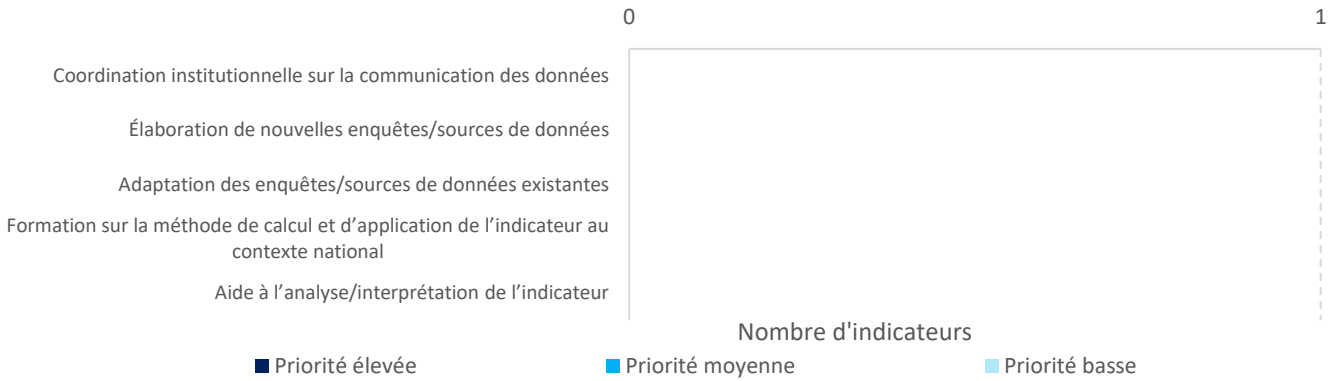 0 1
Coordination institutionnelle sur la communication des données
Élaboration de nouvelles enquêtes/sources de données
Adaptation des enquêtes/sources de données existantes
Formation sur la méthode de calcul et d’application de l’indicateur au
contexte national
Aide à l’analyse/interprétation de l’indicateur
Nombre d'indicateurs
Priorité élevée Priorité moyenne Priorité basse